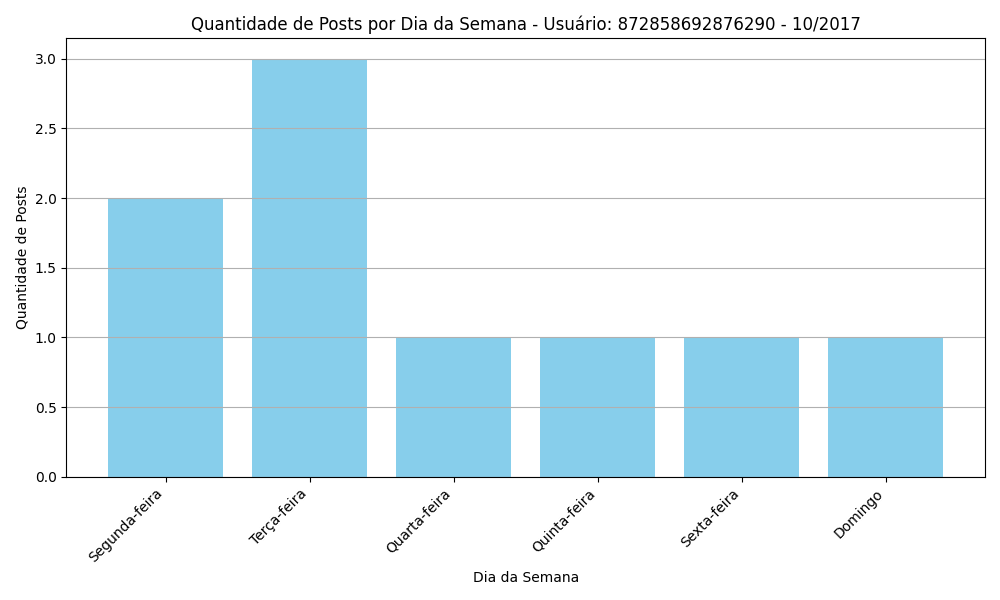 Quantidade de Posts por Dia da Semana - Usuário: 872858692876290 - 10/2017
Quantidade de Posts
3.0
2.5
2.0
1.5
1.0
0.5
0.0
Segunda-feira
Terça-feira
Quarta-feira
Quinta-feira
Sexta-feira
Domingo
Dia da Semana